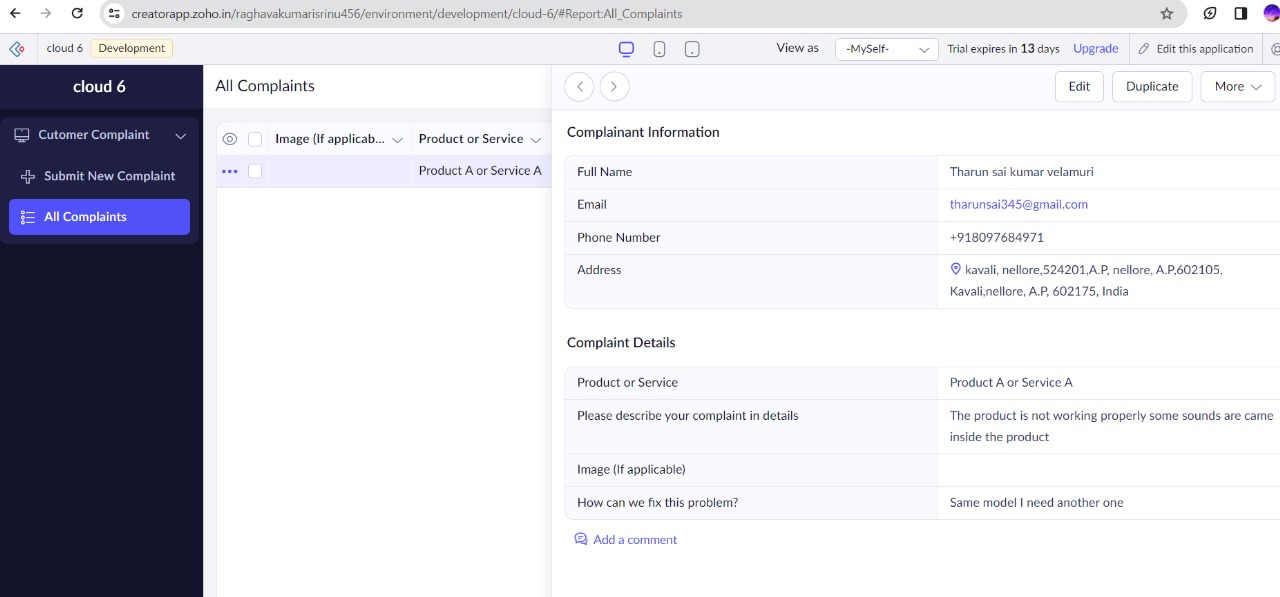 creatorapp.zoho.in/raghavakumarisrinu456/environment/development/cloud-6/#Report:All_Complaints
cloud 6 Development View as -MySelf- Trial expires in 13 days Upgrade Edit this application
cloud 6
Cutomer Complaint
Submit New Complaint
All Complaints
All Complaints
Image (If applicab... Product or Service
Product A or Service A
Edit Duplicate More
Complainant Information
Full Name Tharun sai kumar velamuri
Email tharunsai345@gmail.com
Phone Number +918097684971
Address kavali, nellore,524201,A.P, nellore, A.P,602105,
Kavali,nellore, A.P, 602175, India
Complaint Details
Product or Service Product A or Service A
Please describe your complaint in details The product is not working properly some sounds are came
inside the product
Image (If applicable)
How can we fix this problem? Same model I need another one
Add a comment